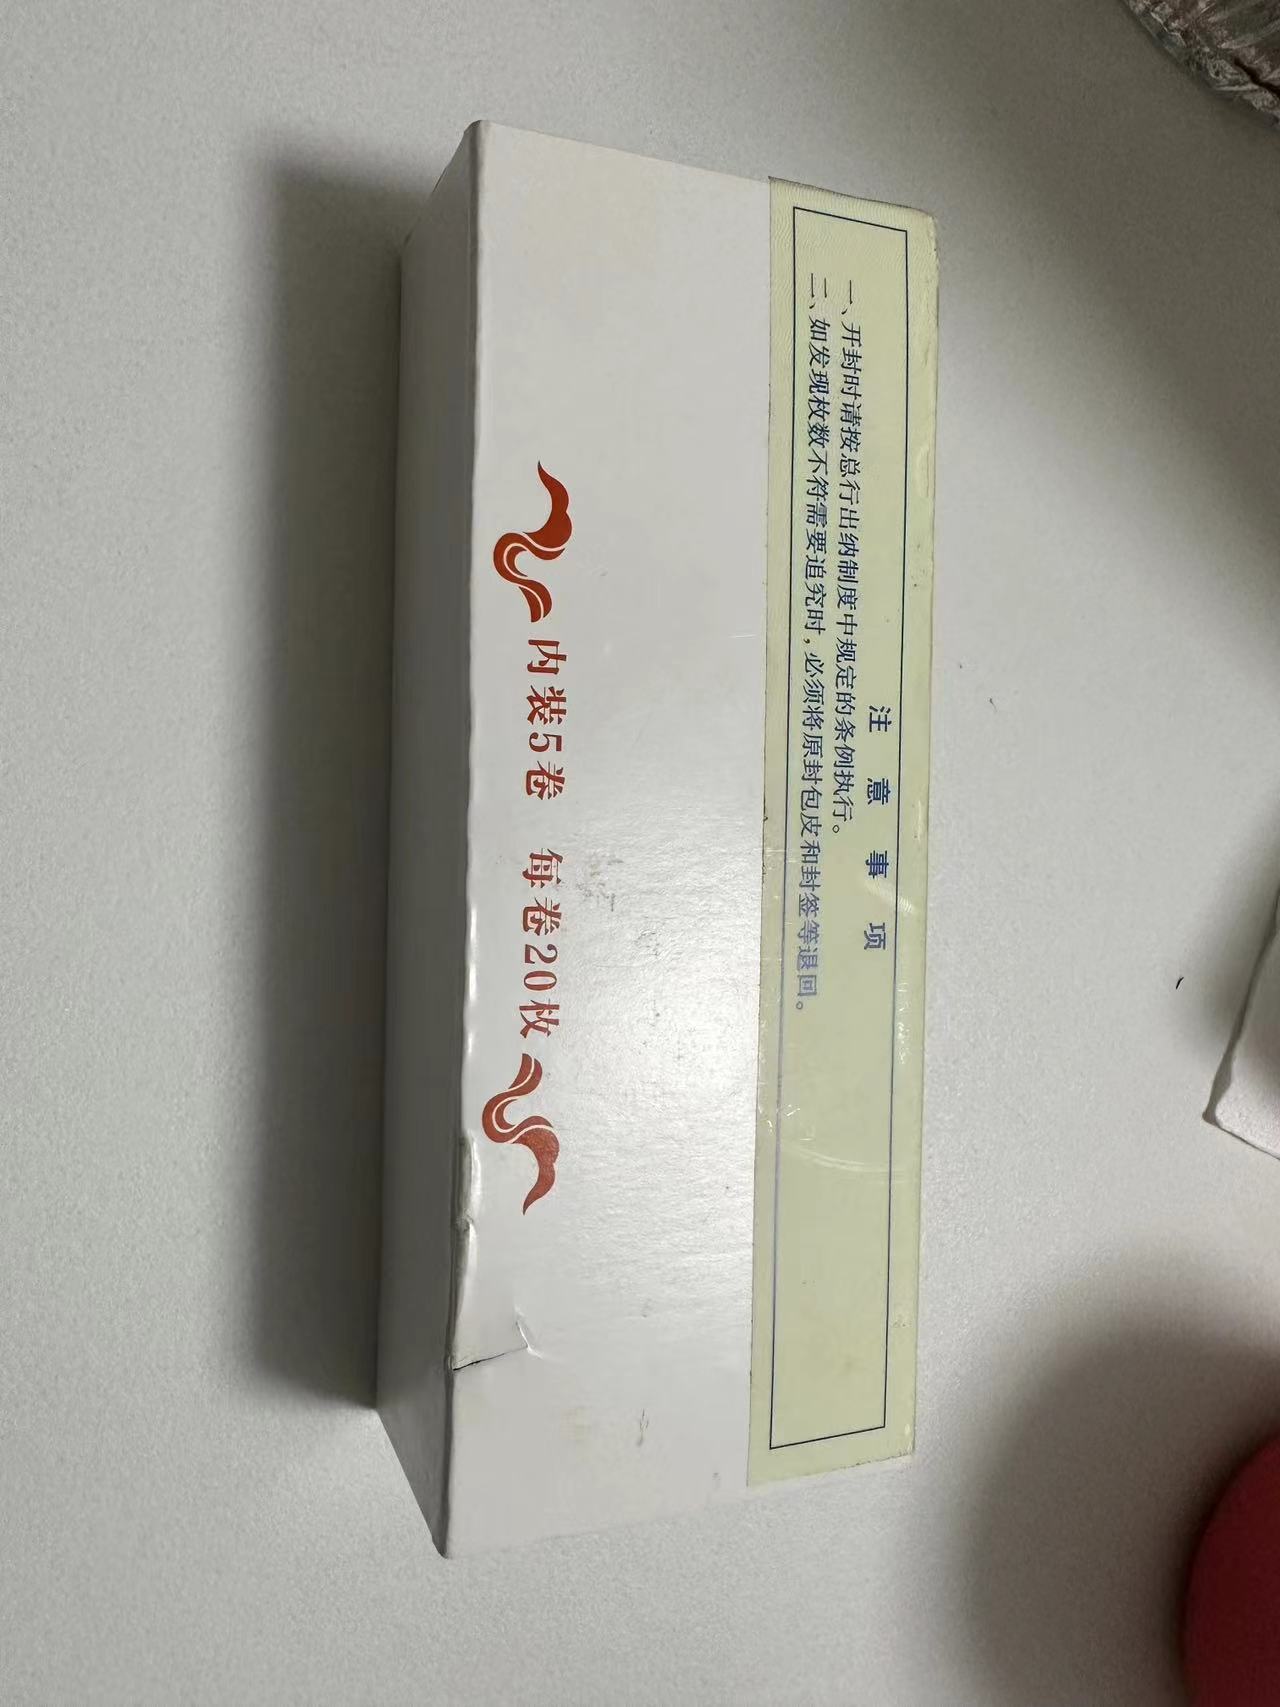 注意事项
一、开封时请按总行出纳制度中规定的条例执行。
二、如发现枚数不符需要追究时，必须将原封包皮和封签等退回。
内装5卷 每卷20枚